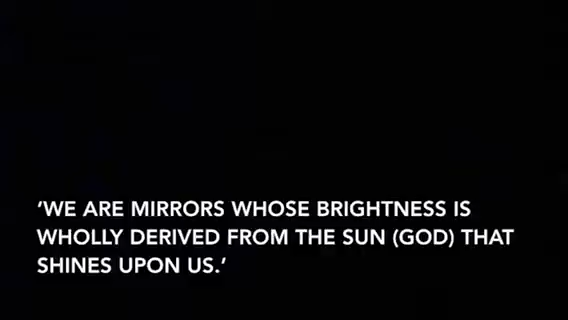 ‘WE ARE MIRRORS WHOSE BRIGHTNESS IS
WHOLLY DERIVED FROM THE SUN (GOD) THAT
SHINES UPON US.’